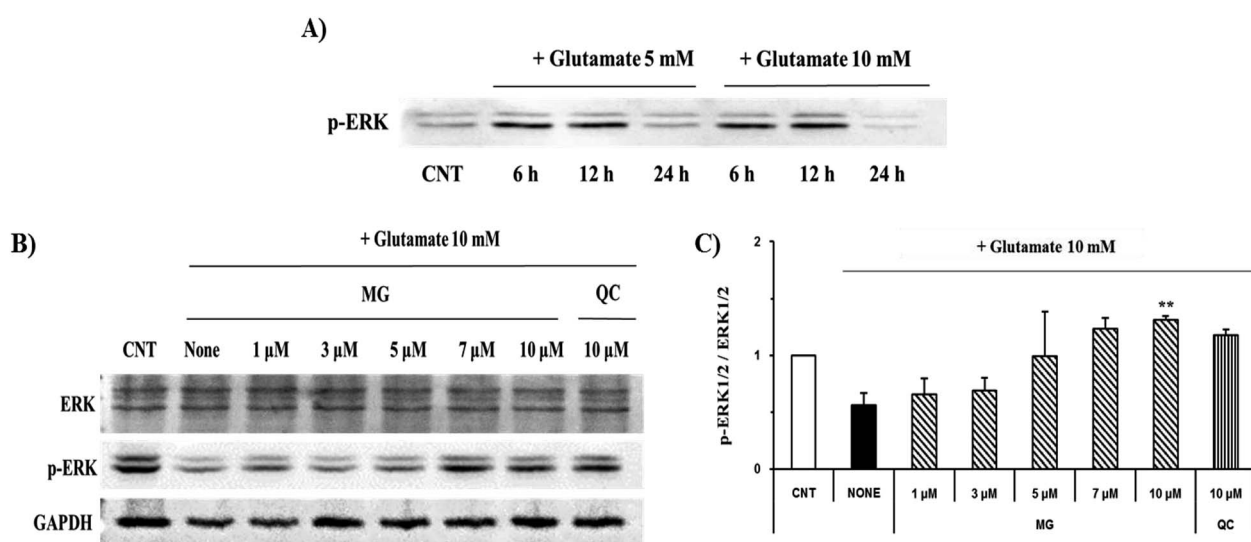 A)
+ Glutamate 5 mM + Glutamate 10 mM
p-ERK
CNT 6 h 12 h 24 h 6 h 12 h 24 h
B)
+ Glutamate 10 mM
MG QC
CNT None 1 µM 3 µM 5 µM 7 µM 10 µM 10 µM
ERK
p-ERK
GAPDH
C)
+ Glutamate 10 mM
p-ERK1/2 / ERK1/2
2
1
0
**
CNT NONE 1 µM 3 µM 5 µM 7 µM 10 µM 10 µM
MG QC